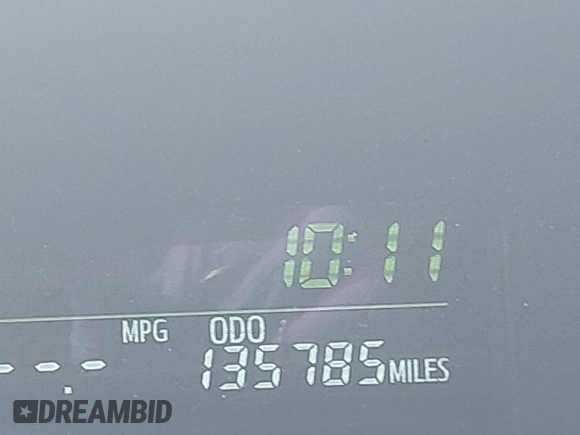 10:11
MPG ODO
--.- 135785 MILES
DREAMBID